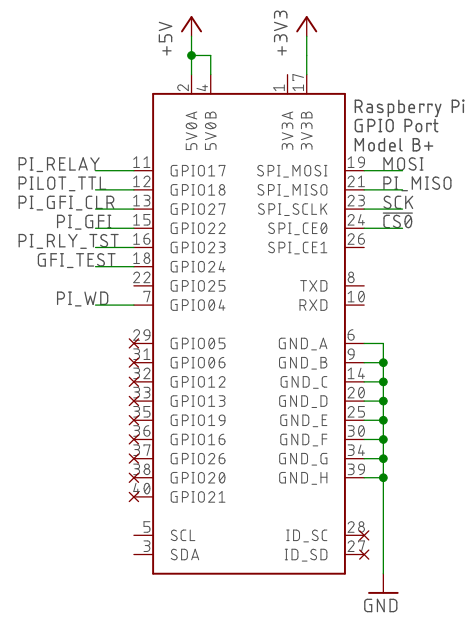 +5V
+3V3
2
4
1
17
5V0A
5V0B
3V3A
3V3B
Raspberry Pi
GPIO Port
Model B+
PI_RELAY 11 GPIO17 SPI_MOSI 19 MOSI
PILOT_TTL 12 GPIO18 SPI_MISO 21 PI_MISO
PI_GFI_CLR 13 GPIO27 SPI_SCLK 23 SCK
PI_GFI 15 GPIO22 SPI_CE0 24 CS0
PI_RLY_TST 16 GPIO23 SPI_CE1 26
GFI_TEST 18 GPIO24
22 GPIO25 TXD 8
PI_WD 7 GPIO04 RXD 10
29 GPIO05 GND_A 6
31 GPIO06 GND_B 9
32 GPIO12 GND_C 14
33 GPIO13 GND_D 20
35 GPIO19 GND_E 25
36 GPIO16 GND_F 30
37 GPIO26 GND_G 34
38 GPIO20 GND_H 39
40 GPIO21
5 SCL ID_SC 28
3 SDA ID_SD 27
GND